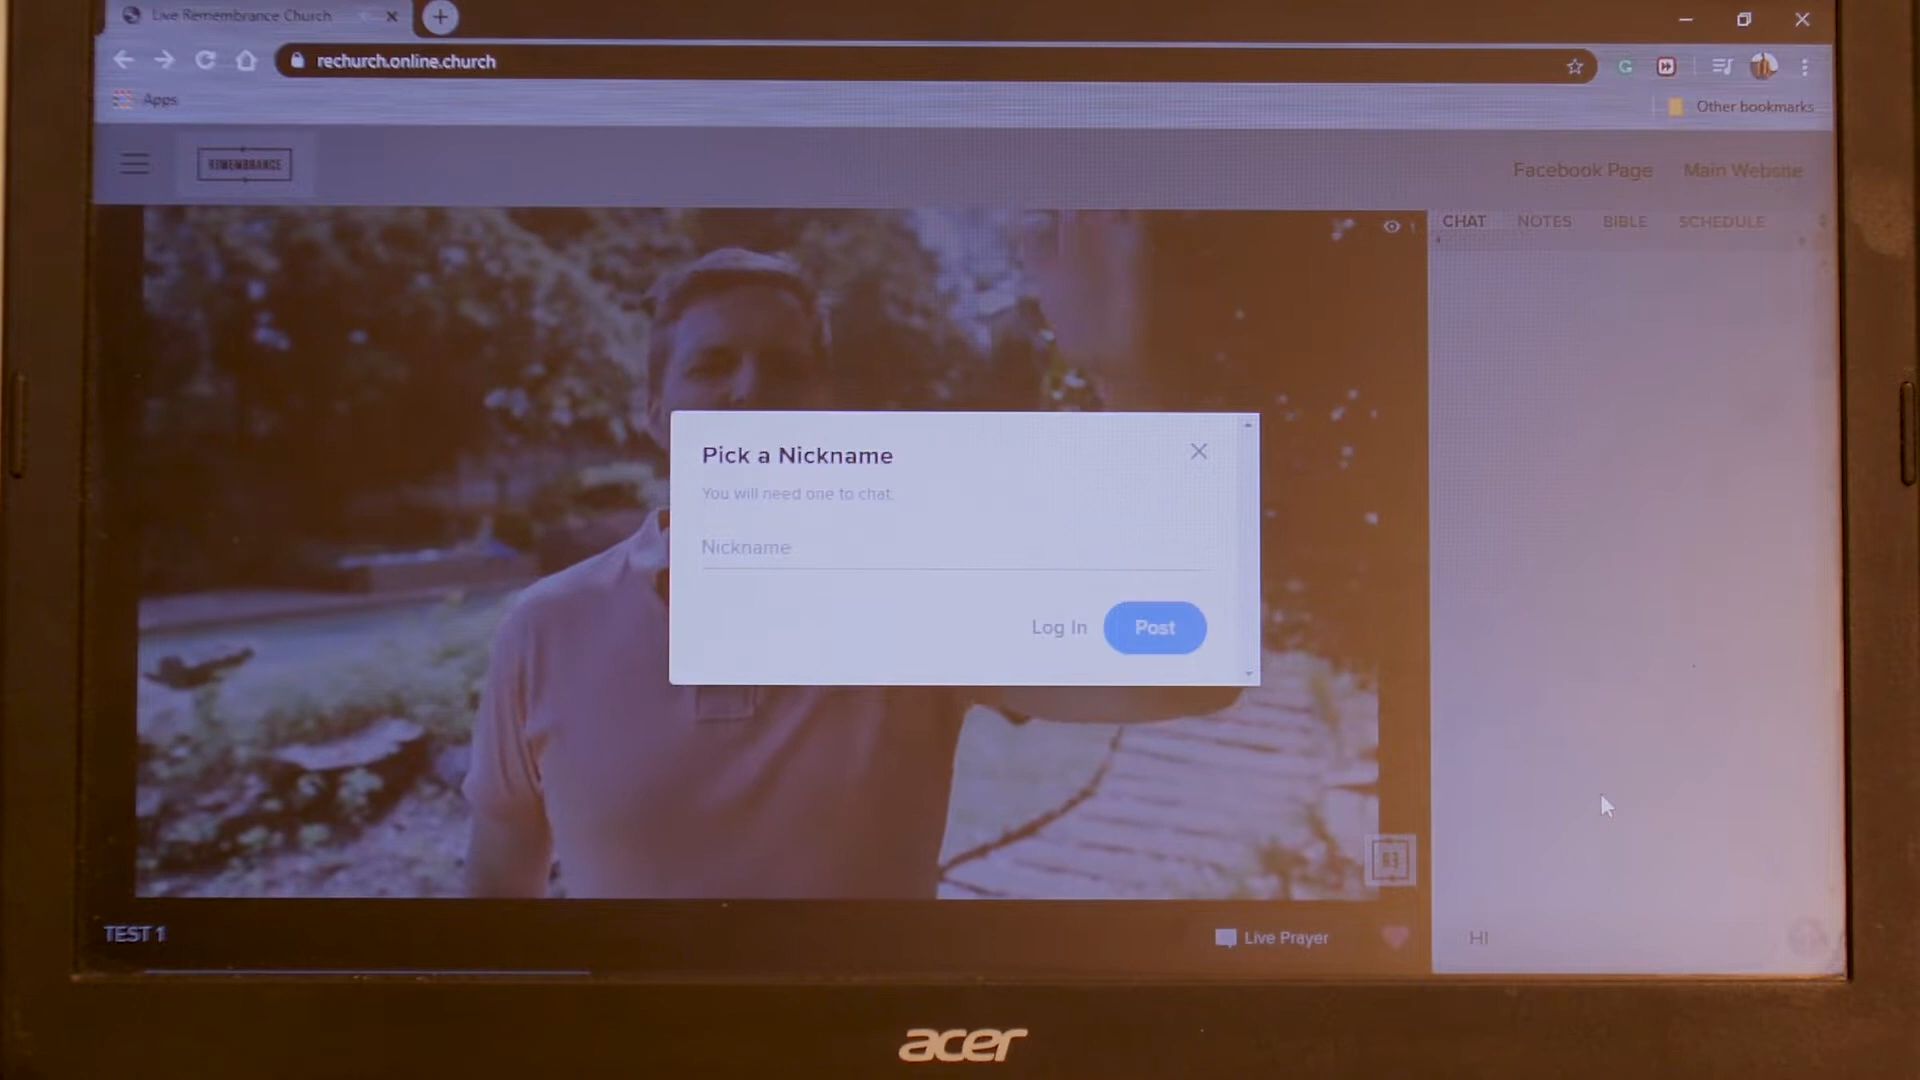 Live Remembrance Church
rechurch.online.church
Apps
Other bookmarks
REMEMBRANCE
Facebook Page
Main Website
CHAT
NOTES
BIBLE
SCHEDULE
Pick a Nickname
You will need one to chat.
Nickname
Log In
Post
TEST 1
Live Prayer
HI
acer